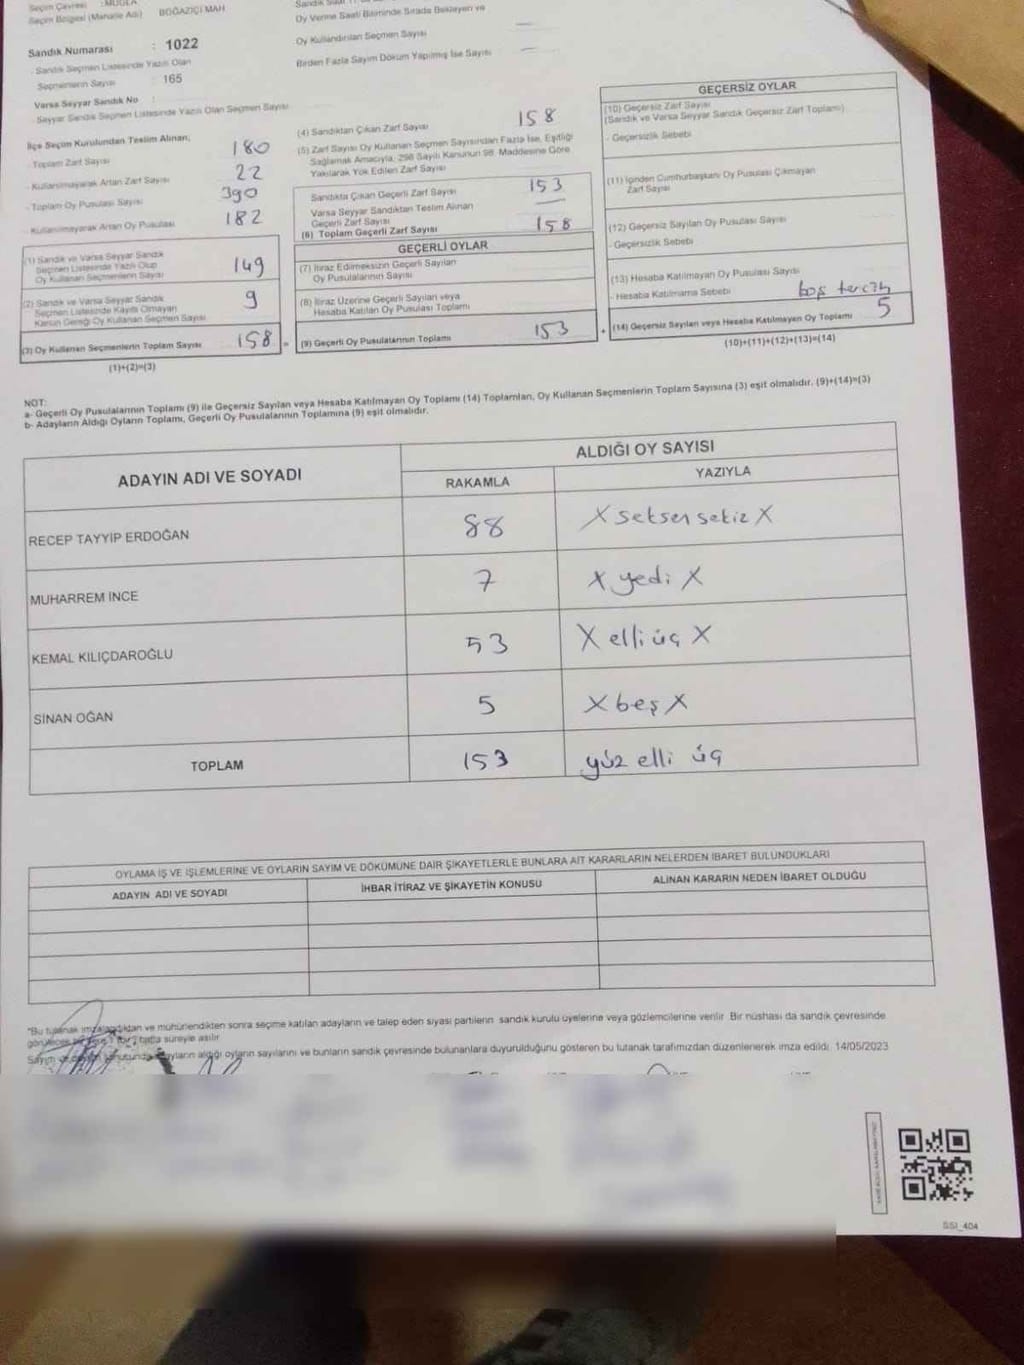 Seçim Çevresi : MUĞLA
Seçim Bölgesi (Mahalle Adı) BOĞAZİÇİ MAH
Sandık Numarası : 1022
- Sandık Seçmen Listesinde Yazılı Olan
Seçmenlerin Sayısı 165
Varsa Seyyar Sandık No :
- Seyyar Sandık Seçmen Listesinde Yazılı Olan Seçmen Sayısı
Oy Verme Saati Bitiminde Sırada Bekleyen ve
Oy Kullandırılan Seçmen Sayısı —
Birden Fazla Sayım Döküm Yapılmış İse Sayısı —
İlçe Seçim Kurulundan Teslim Alınan;
- Toplam Zarf Sayısı 180
- Kullanılmayarak Artan Zarf Sayısı 22
- Toplam Oy Pusulası Sayısı 390
- Kullanılmayarak Artan Oy Pusulası 182
(1) Sandık ve Varsa Seyyar Sandık
Seçmen Listesinde Yazılı Olup
Oy Kullanan Seçmenlerin Sayısı 149
(2) Sandık ve Varsa Seyyar Sandık
Seçmen Listesinde Kayıtlı Olmayan
Kanun Gereği Oy Kullanan Seçmen Sayısı 9
(3) Oy Kullanan Seçmenlerin Toplam Sayısı 158 =
(1)+(2)=(3)
(4) Sandıktan Çıkan Zarf Sayısı 158
(5) Zarf Sayısı Oy Kullanan Seçmen Sayısından Fazla İse, Eşitliği
Sağlamak Amacıyla, 298 Sayılı Kanunun 98. Maddesine Göre
Yakılarak Yok Edilen Zarf Sayısı
Sandıkta Çıkan Geçerli Zarf Sayısı 153
Varsa Seyyar Sandıktan Teslim Alınan
Geçerli Zarf Sayısı —
(6) Toplam Geçerli Zarf Sayısı 158
GEÇERLİ OYLAR
(7) İtiraz Edilmeksizin Geçerli Sayılan
Oy Pusulalarının Sayısı
(8) İtiraz Üzerine Geçerli Sayılan veya
Hesaba Katılan Oy Pusulası Toplamı
(9) Geçerli Oy Pusulalarının Toplamı 153 +
GEÇERSİZ OYLAR
(10) Geçersiz Zarf Sayısı
(Sandık ve Varsa Seyyar Sandık Geçersiz Zarf Toplamı)
- Geçersizlik Sebebi
(11) İçinden Cumhurbaşkanı Oy Pusulası Çıkmayan
Zarf Sayısı
(12) Geçersiz Sayılan Oy Pusulası Sayısı
- Geçersizlik Sebebi
(13) Hesaba Katılmayan Oy Pusulası Sayısı
- Hesaba Katılmama Sebebi boş tercih
(14) Geçersiz Sayılan veya Hesaba Katılmayan Oy Toplamı 5
(10)+(11)+(12)+(13)=(14)
NOT:
a- Geçerli Oy Pusulalarının Toplamı (9) ile Geçersiz Sayılan veya Hesaba Katılmayan Oy Toplamı (14) Toplamları, Oy Kullanan Seçmenlerin Toplam Sayısına (3) eşit olmalıdır. (9)+(14)=(3)
b- Adayların Aldığı Oyların Toplamı, Geçerli Oy Pusulalarının Toplamına (9) eşit olmalıdır.
ADAYIN ADI VE SOYADI
ALDIĞI OY SAYISI
RAKAMLA YAZIYLA
RECEP TAYYİP ERDOĞAN 88 X seksen sekiz X
MUHARREM İNCE 7 X yedi X
KEMAL KILIÇDAROĞLU 53 X elli üç X
SİNAN OĞAN 5 X beş X
TOPLAM 153 yüz elli üç
OYLAMA İŞ VE İŞLEMLERİNE VE OYLARIN SAYIM VE DÖKÜMÜNE DAİR ŞİKAYETLERLE BUNLARA AİT KARARLARIN NELERDEN İBARET BULUNDUKLARI
ADAYIN ADI VE SOYADI İHBAR İTİRAZ VE ŞİKAYETİN KONUSU ALINAN KARARIN NEDEN İBARET OLDUĞU
*Bu tutanak imzalandıktan ve mühürlendikten sonra seçime katılan adayların ve talep eden siyasi partilerin sandık kurulu üyelerine veya gözlemcilerine verilir. Bir nüshası da sandık çevresinde
hafta süreyle asılır.
adayların aldığı oyların sayılarını ve bunların sandık çevresinde bulunanlara duyurulduğunu gösteren bu tutanak tarafımızdan düzenlenerek imza edildi. 14/05/2023
SSI_404